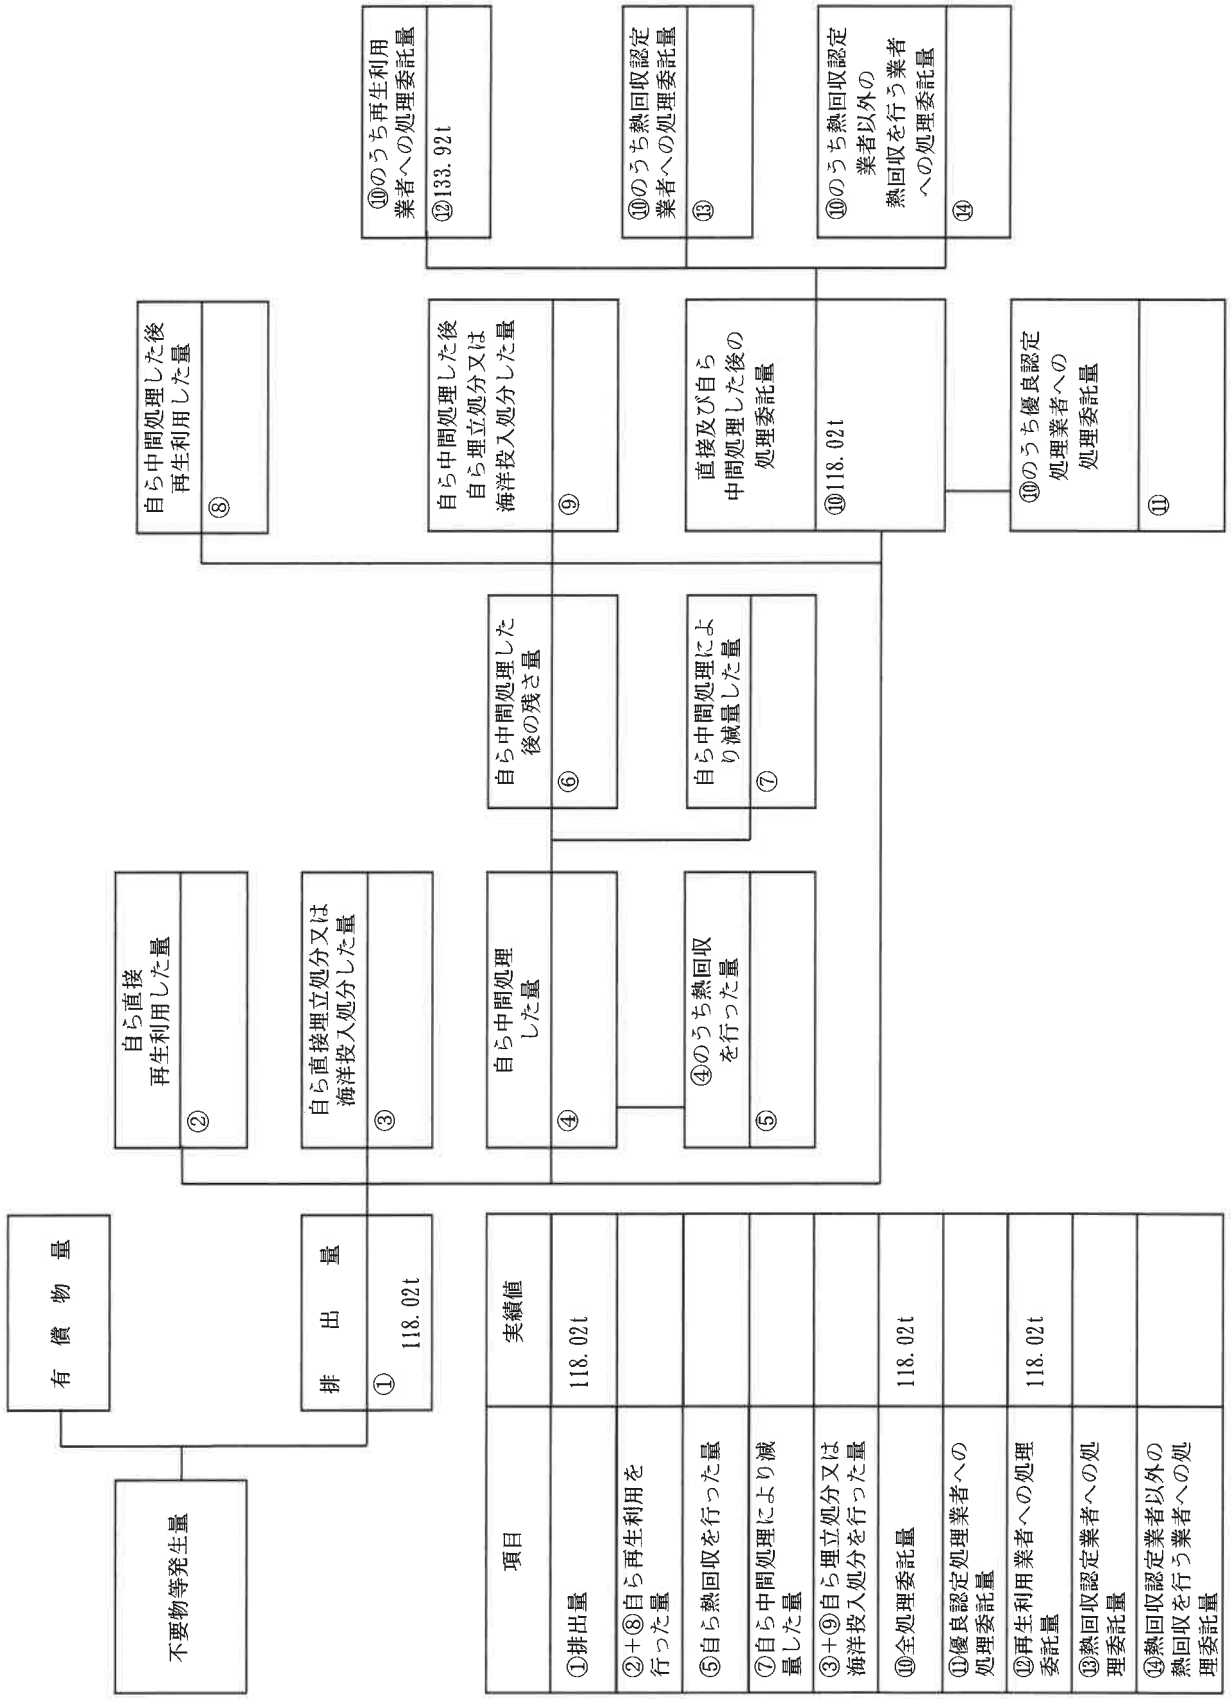 不要物等発生量
有償物量
排出量
①
118.02t
自ら直接
再生利用した量
②
自ら直接埋立処分又は
海洋投入処分した量
③
自ら中間処理
した量
④
④のうち熱回収
を行った量
⑤
自ら中間処理した
後の残さ量
⑥
自ら中間処理によ
り減量した量
⑦
自ら中間処理した後
再生利用した量
⑧
自ら中間処理した後
自ら埋立処分又は
海洋投入処分した量
⑨
直接及び自ら
中間処理した後の
処理委託量
⑩118.02t
⑩のうち優良認定
処理業者への
処理委託量
⑪
⑩のうち再生利用
業者への処理委託量
⑫133.92t
⑩のうち熱回収認定
業者への処理委託量
⑬
⑩のうち熱回収認定
業者以外の
熱回収を行う業者
への処理委託量
⑭
項目 実績値
①排出量 118.02t
②+⑧自ら再生利用を
行った量
⑤自ら熱回収を行った量
⑦自ら中間処理により減
量した量
③+⑨自ら埋立処分又は
海洋投入処分を行った量
⑩全処理委託量 118.02t
⑪優良認定処理業者への
処理委託量
⑫再生利用業者への処理
委託量 118.02t
⑬熱回収認定業者への処
理委託量
⑭熱回収認定業者以外の
熱回収を行う業者への処
理委託量